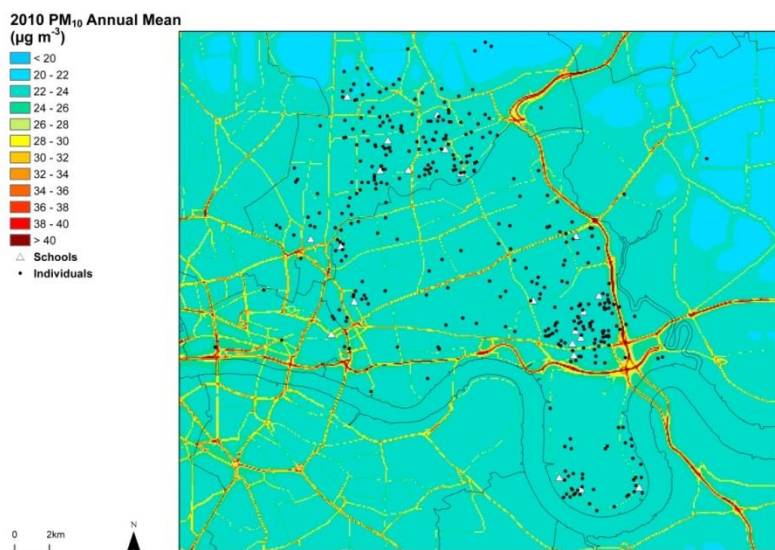 2010 PM₁₀ Annual Mean
(µg m⁻³)
< 20
20 - 22
22 - 24
24 - 26
26 - 28
28 - 30
30 - 32
32 - 34
34 - 36
36 - 38
38 - 40
> 40
Schools
Individuals
0 2km
N